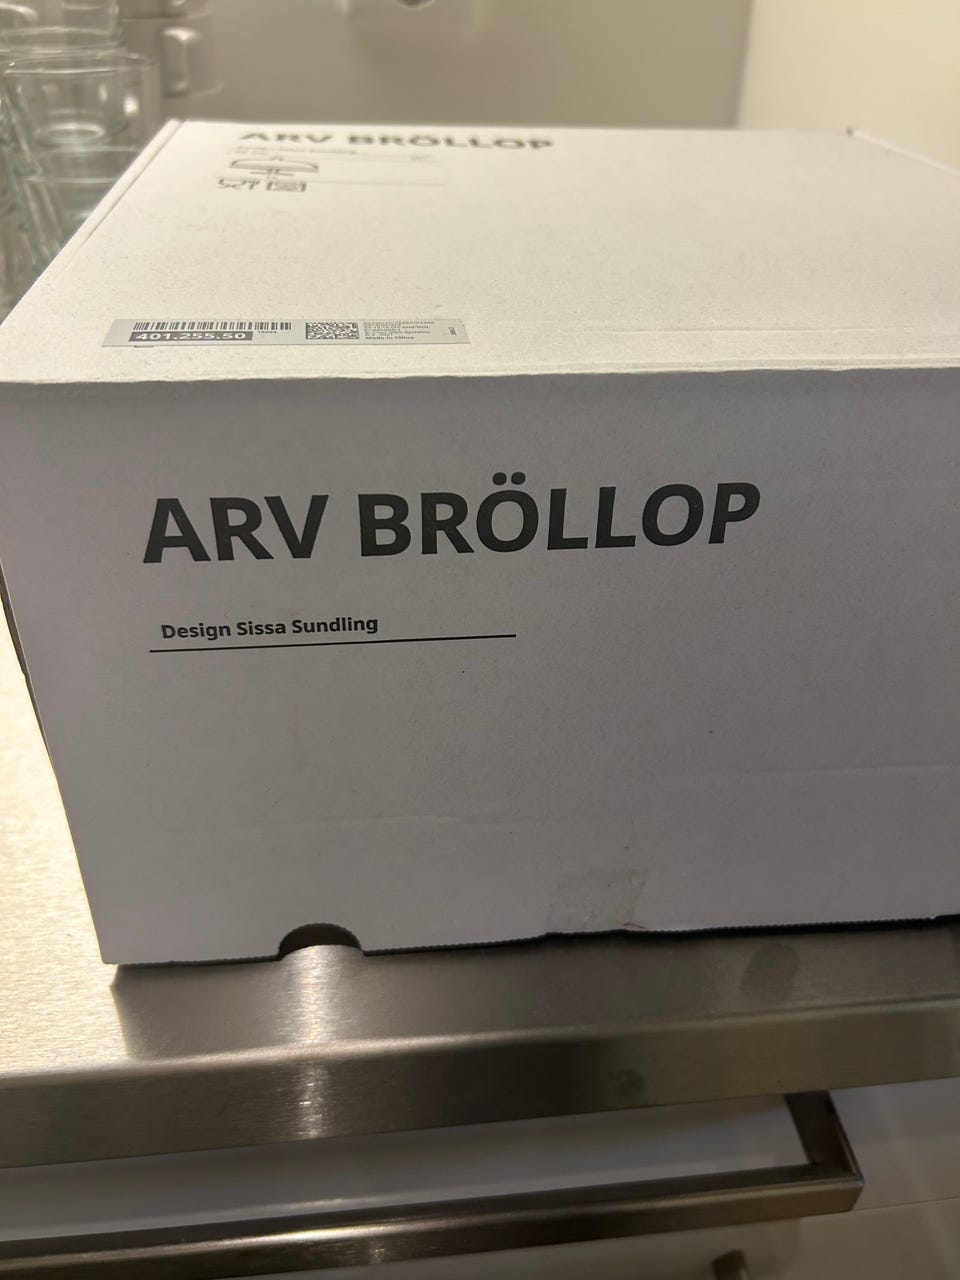 ARV BRÖLLOP
401.255.50
Made in China
ARV BRÖLLOP
Design Sissa Sundling